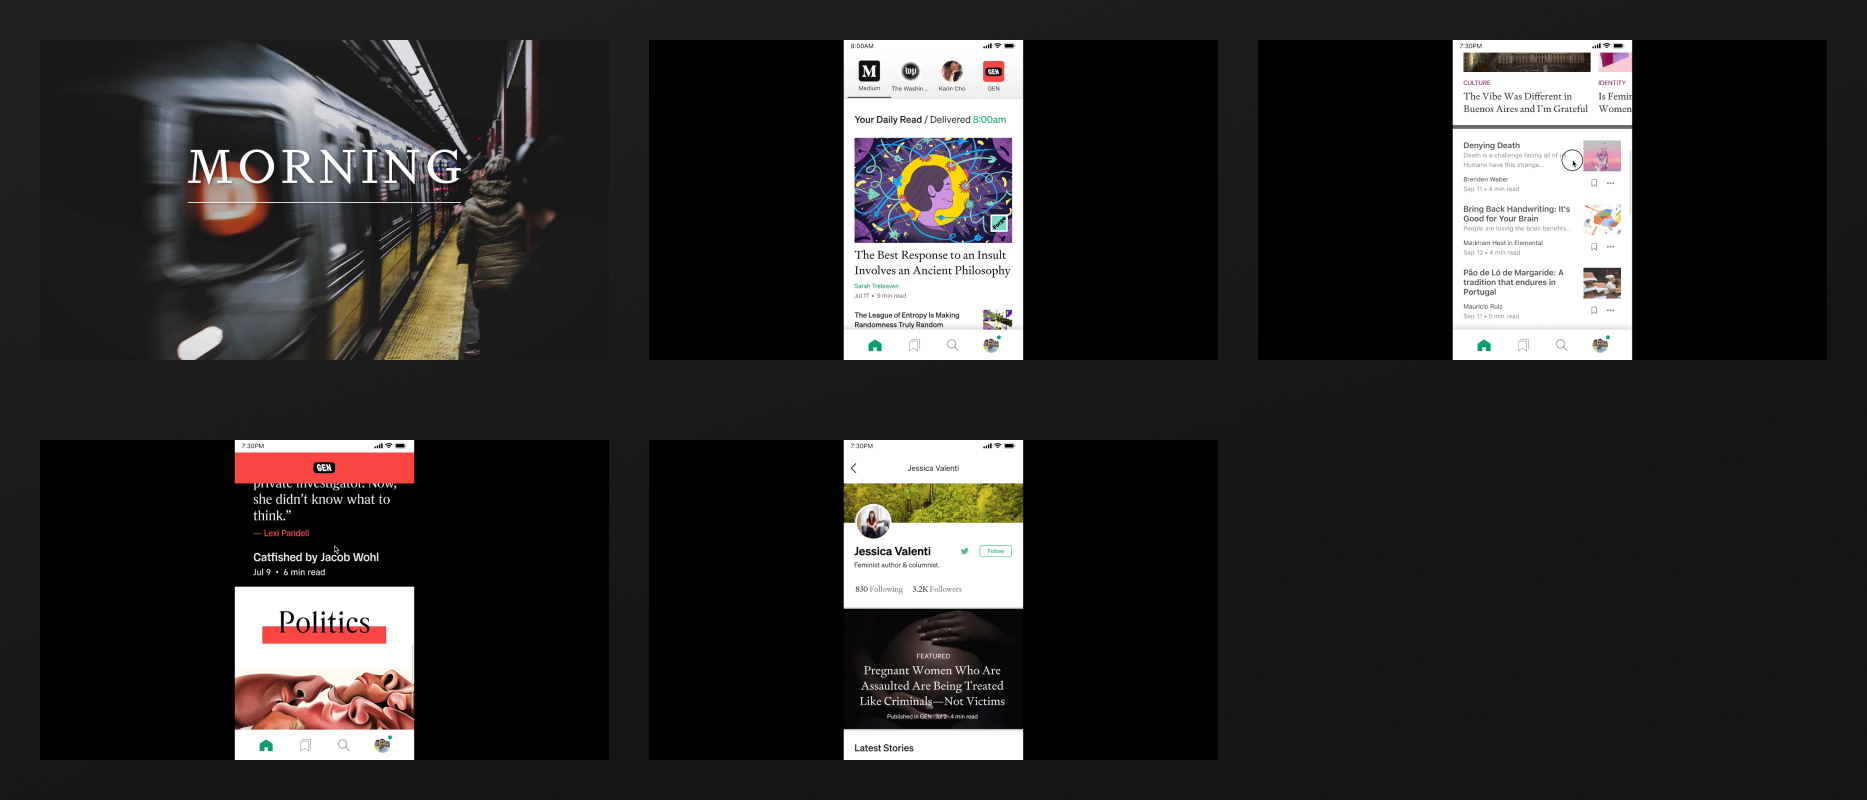 MORNING
8:00AM
M
wp
GEN
Medium
The Washin...
Karin Cho
GEN
Your Daily Read / Delivered 8:00am
The Best Response to an Insult
Involves an Ancient Philosophy
Sarah Treleaven
Jul 17 • 9 min read
The League of Entropy Is Making
Randomness Truly Random
7:30PM
CULTURE
The Vibe Was Different in
Buenos Aires and I'm Grateful
IDENTITY
Is Femin
Women
Denying Death
Death is a challenge facing all of
Humans have this strange...
Brenden Weber
Sep 11 • 4 min read
Bring Back Handwriting: It's
Good for Your Brain
People are losing the brain benefits...
Markham Heid in Elemental
Sep 12 • 4 min read
Pão de Ló de Margaride: A
tradition that endures in
Portugal
Mauricio Ruiz
Sep 11 • 5 min read
7:30PM
GEN
private investigator. Now,
she didn't know what to
think.”
— Lexi Pandell
Catfished by Jacob Wohl
Jul 9 • 6 min read
Politics
7:30PM
Jessica Valenti
Jessica Valenti
Follow
Feminist author & columnist.
830 Following 3.2K Followers
FEATURED
Pregnant Women Who Are
Assaulted Are Being Treated
Like Criminals—Not Victims
Published in GEN · Jul 2 · 4 min read
Latest Stories